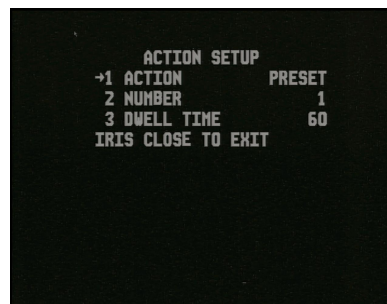 ACTION SETUP
→1 ACTION PRESET
2 NUMBER 1
3 DWELL TIME 60
IRIS CLOSE TO EXIT